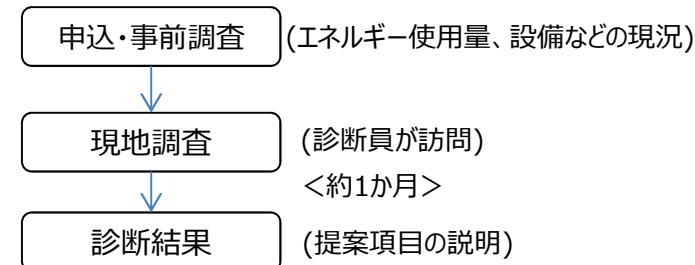 申込・事前調査 (エネルギー使用量、設備などの現況)
現地調査 (診断員が訪問)
＜約1か月＞
診断結果 (提案項目の説明)